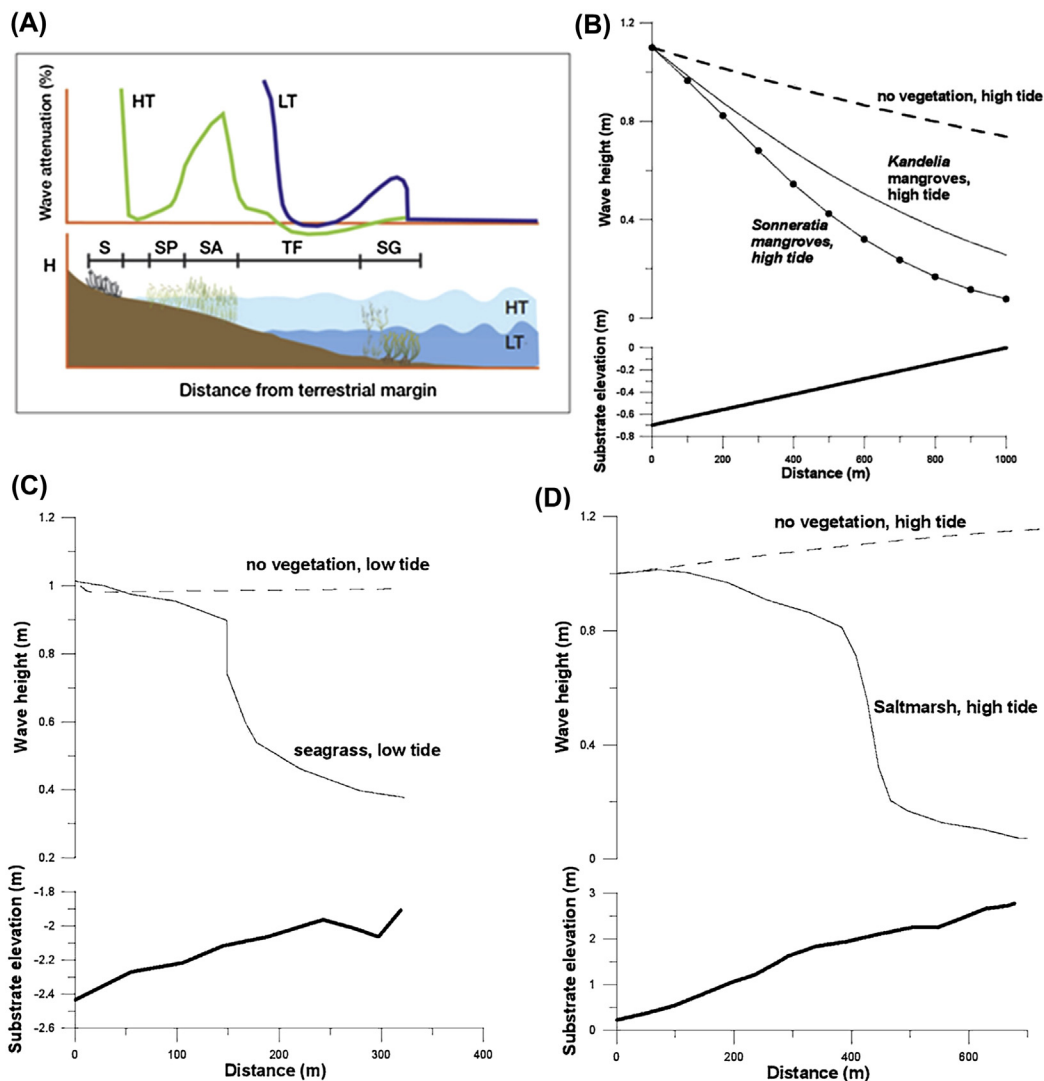 (A)
Wave attenuation (%)
HT
LT
H
S
SP
SA
TF
SG
HT
LT
Distance from terrestrial margin
(B)
Wave height (m)
1.2
0.8
0.4
0
no vegetation, high tide
Kandelia
mangroves,
high tide
Sonneratia
mangroves,
high tide
Substrate elevation (m)
0
-0.2
-0.4
-0.6
-0.8
0
200
400
600
800
1000
Distance (m)
(C)
Wave height (m)
1.2
1
0.8
0.6
0.4
0.2
no vegetation, low tide
seagrass, low tide
Substrate elevation (m)
-1.8
-2
-2.4
-2.6
0
100
200
300
400
Distance (m)
(D)
Wave height (m)
1.2
0.8
0.4
0
no vegetation, high tide
Saltmarsh, high tide
Substrate elevation (m)
3
2
1
0
0
200
400
600
Distance (m)